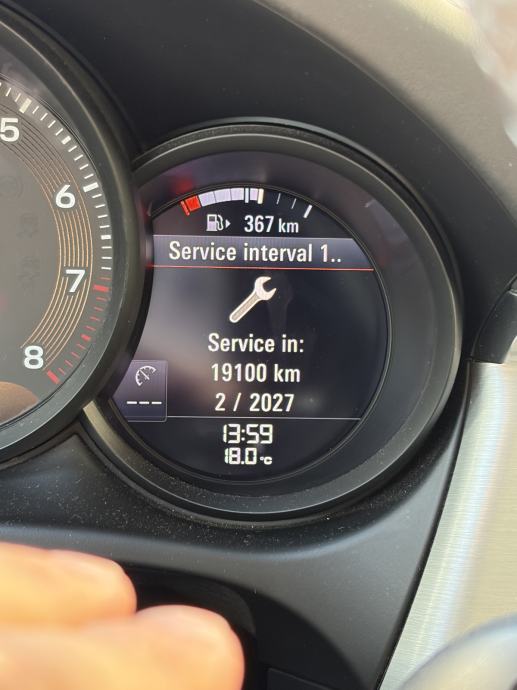 5
6
7
8
367 km
Service interval 1..
Service in:
19100 km
2 / 2027
---
13:59
18.0 °C